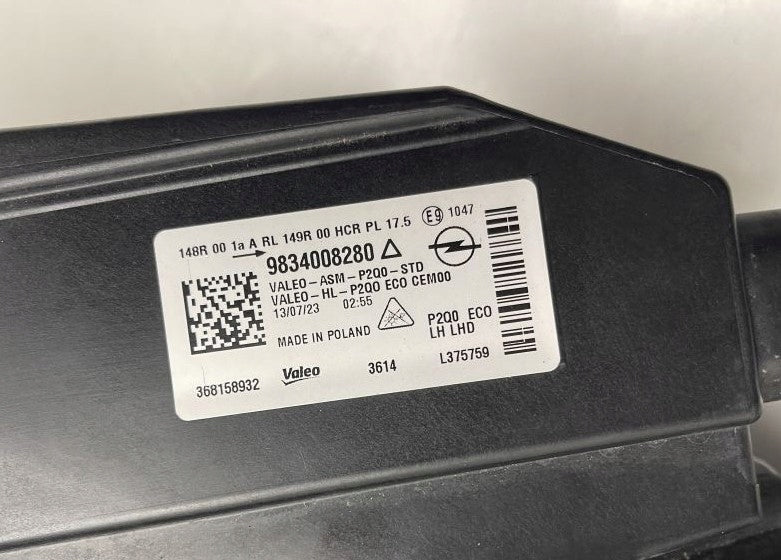 148R 00 1a A RL 149R 00 HCR PL 17.5 E9 1047
9834008280
VALEO-ASM-P2Q0-STD
VALEO-HL-P2Q0 ECO CEM00
13/07/23 02:55
MADE IN POLAND
P2Q0 ECO
LH LHD
368158932 Valeo 3614 L375759